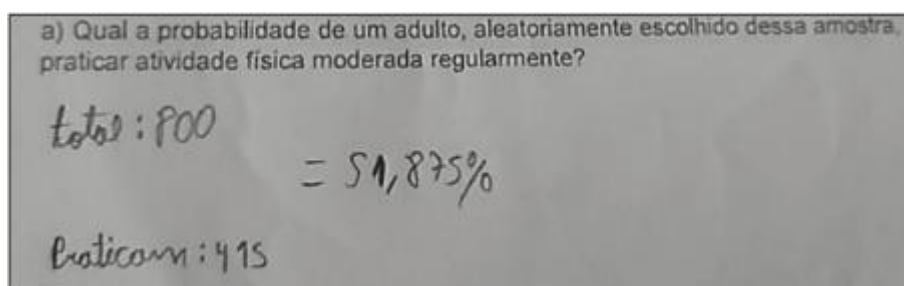 a) Qual a probabilidade de um adulto, aleatoriamente escolhido dessa amostra,
praticar atividade física moderada regularmente?
total: 800
= 51,875%
Praticam: 415